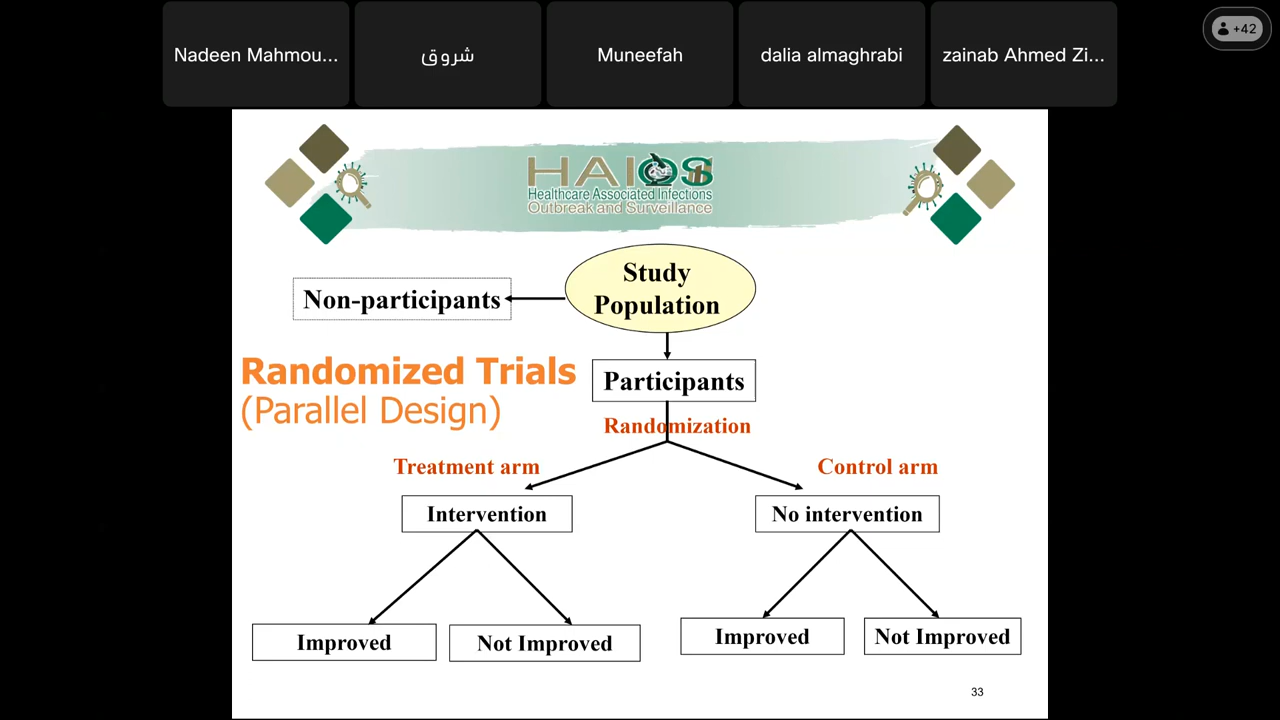 Nadeen Mahmou...
شروق
Muneefah
dalia almaghrabi
zainab Ahmed Zi...
+42
HAIOS
Healthcare Associated Infections
Outbreak and Surveillance
Study
Population
Non-participants
Randomized Trials
(Parallel Design)
Participants
Randomization
Treatment arm
Control arm
Intervention
No intervention
Improved
Not Improved
Improved
Not Improved
33